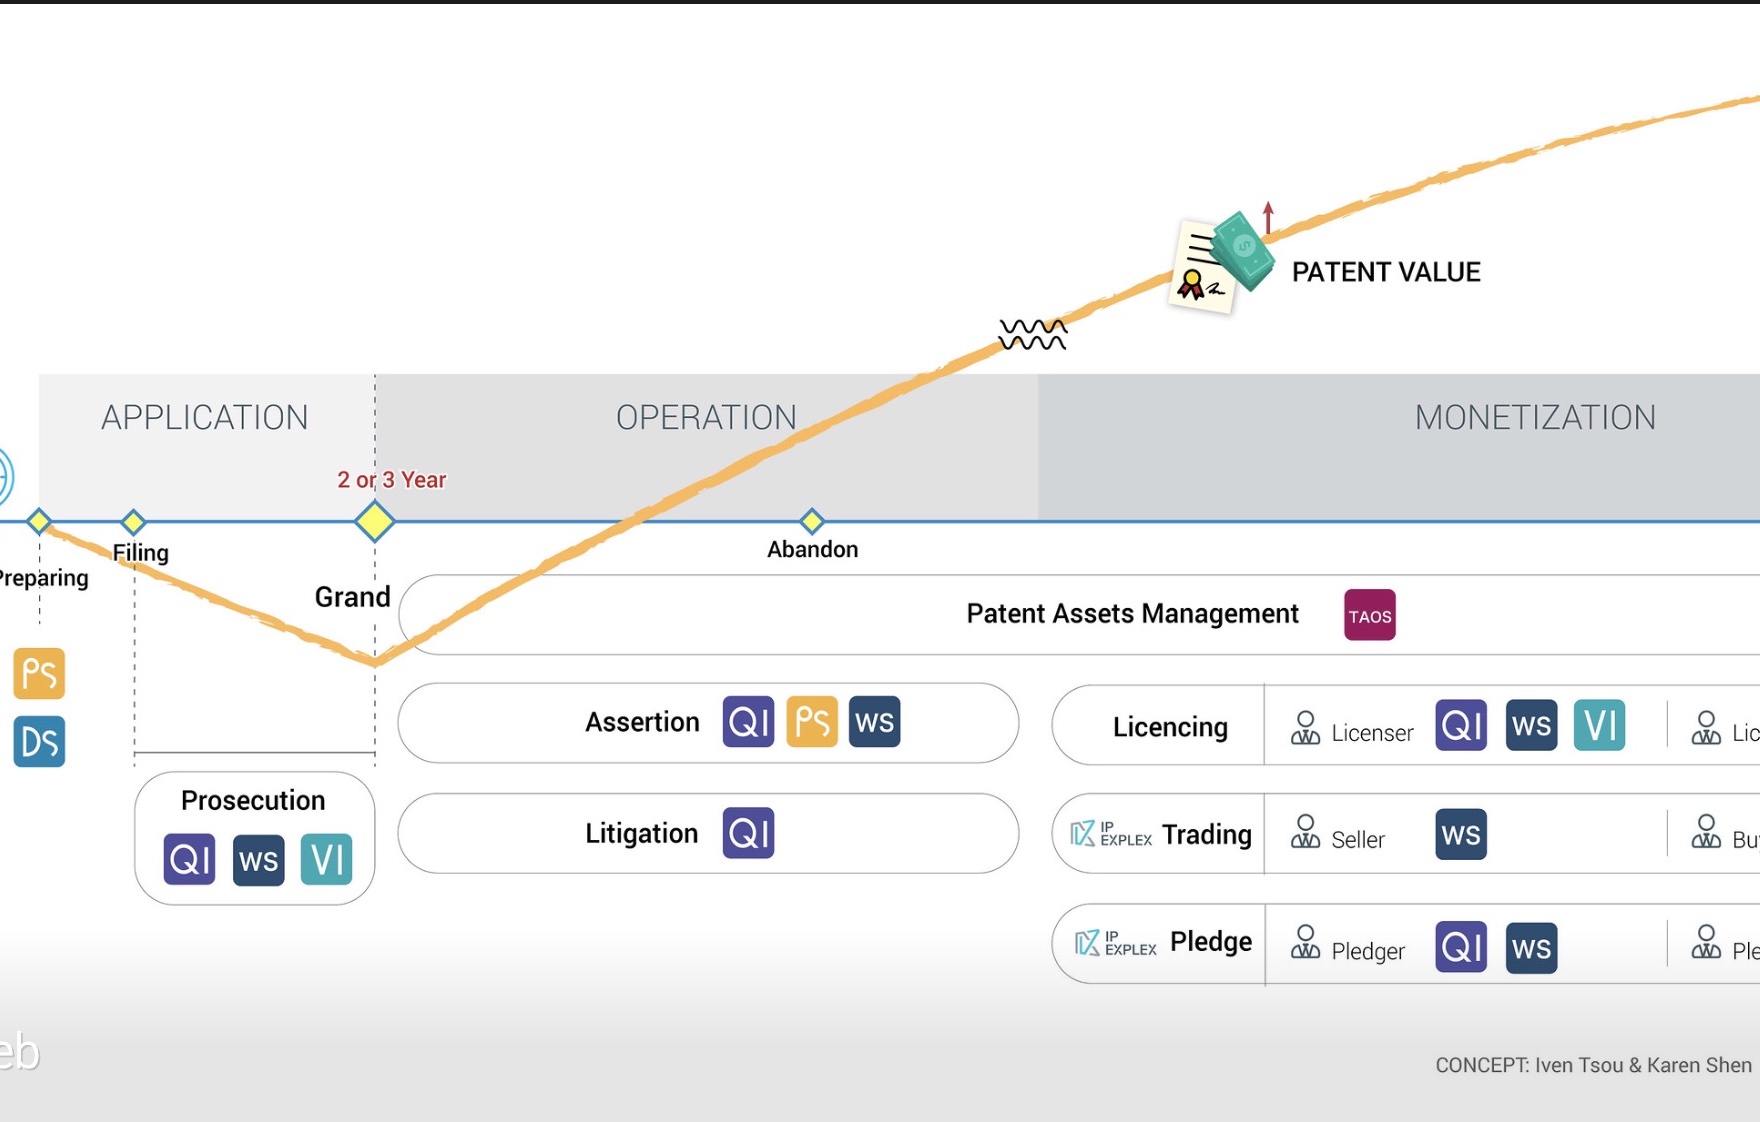 PATENT VALUE
APPLICATION
OPERATION
MONETIZATION
2 or 3 Year
Filing
Preparing
Grand
Abandon
PS
DS
Patent Assets Management TAOS
Assertion QI PS WS
Litigation QI
Prosecution
QI WS VI
Licencing Licenser QI WS VI Lic
IP EXPLEX Trading Seller WS Bu
IP EXPLEX Pledge Pledger QI WS Ple
eb
CONCEPT: Iven Tsou & Karen Shen